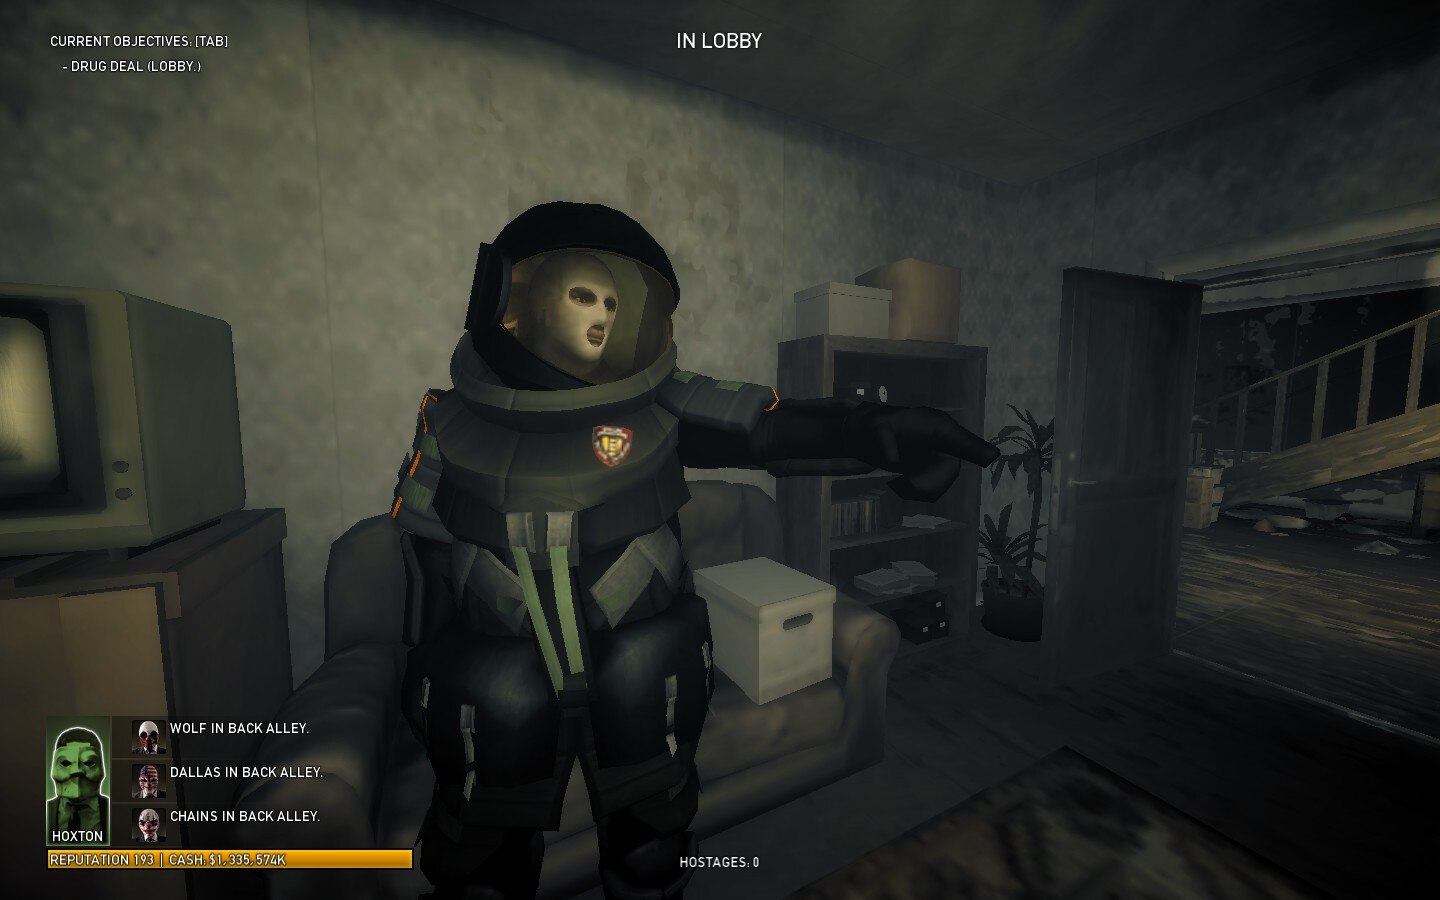 CURRENT OBJECTIVES: [TAB]
- DRUG DEAL (LOBBY.)
IN LOBBY
WOLF IN BACK ALLEY.
DALLAS IN BACK ALLEY.
CHAINS IN BACK ALLEY.
HOXTON
REPUTATION 193 | CASH: $1,335,574K
HOSTAGES: 0